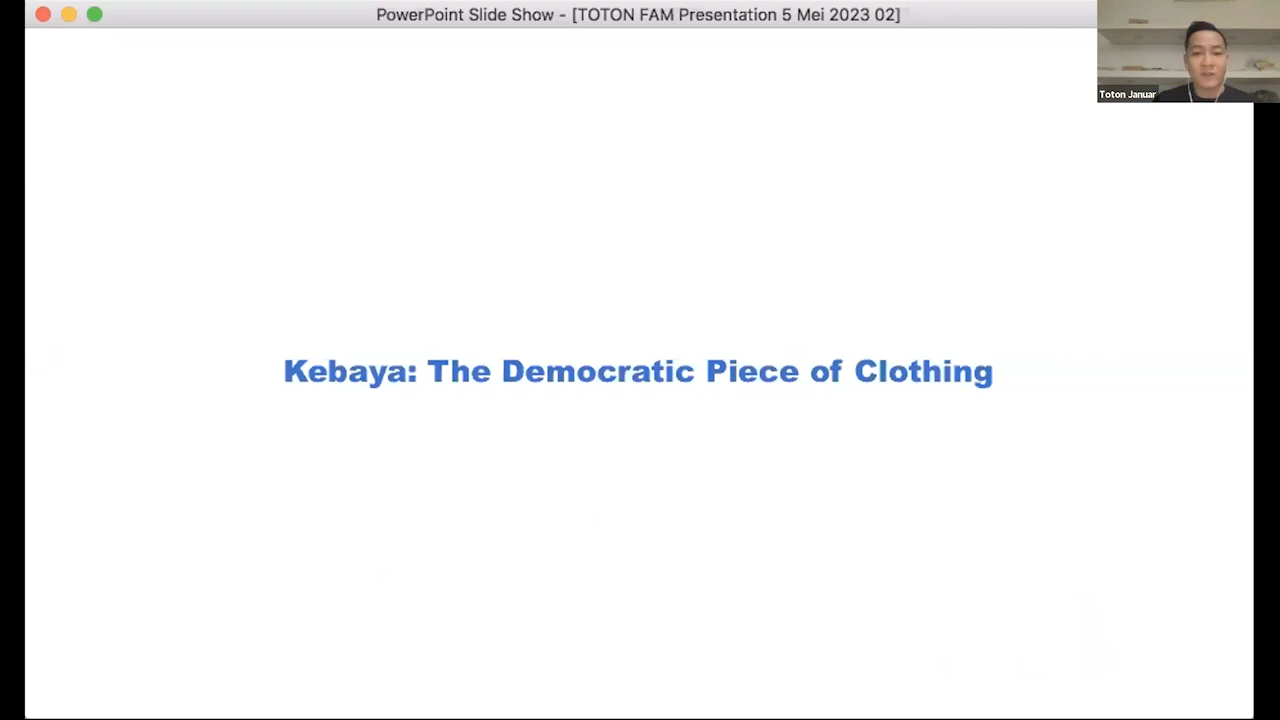 PowerPoint Slide Show - [TOTON FAM Presentation 5 Mei 2023 02]
Toton Januar
Kebaya: The Democratic Piece of Clothing